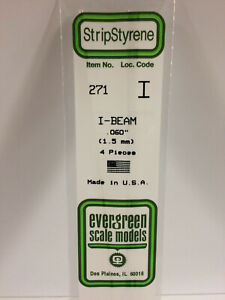 StripStyrene
Item No. Loc. Code
271 I
I-BEAM
.060"
(1.5 mm)
4 Pieces
Made in U.S.A.
evergreen
scale models
Des Plaines, IL 60018